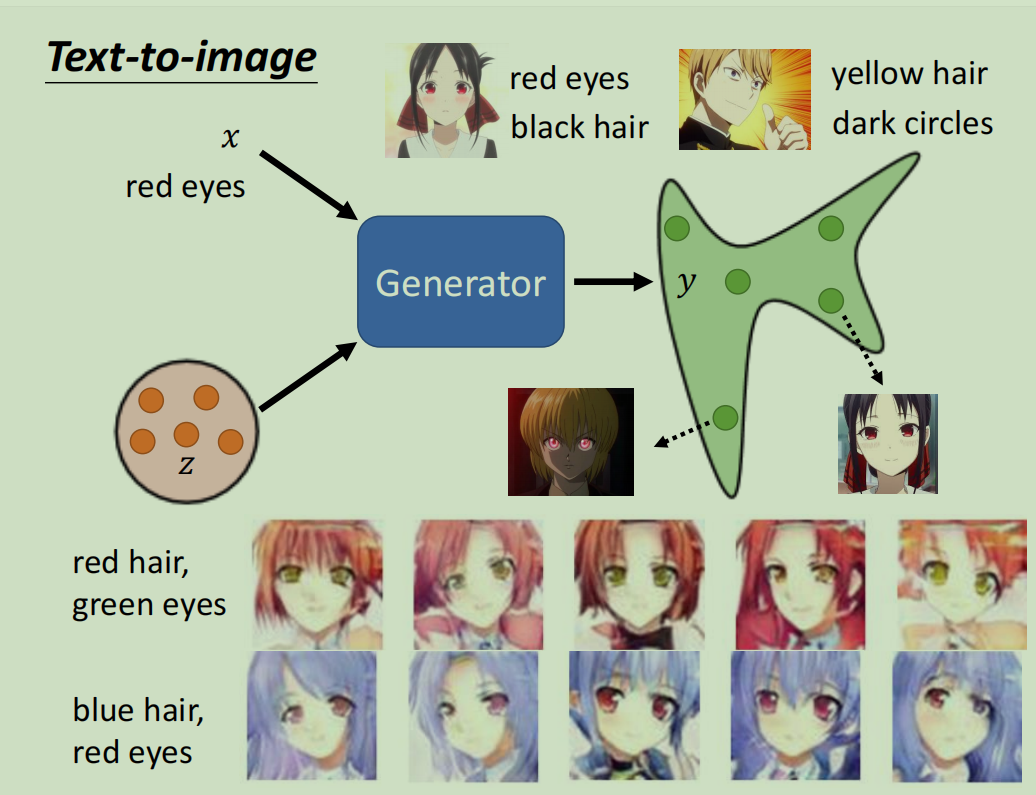 Text-to-image
red eyes
black hair
yellow hair
dark circles
x
red eyes
Generator
y
z
red hair,
green eyes
blue hair,
red eyes